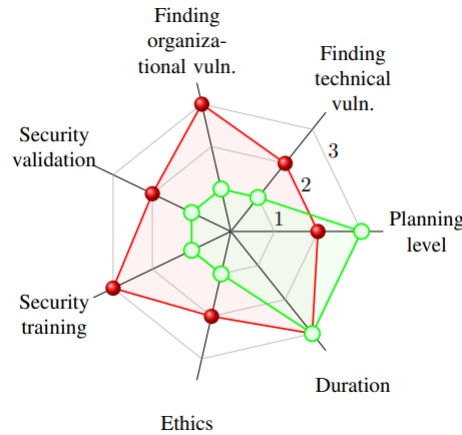 Finding
organiza-
tional vuln.
Finding
technical
vuln.
Security
validation
3
2
1
Planning
level
Security
training
Duration
Ethics